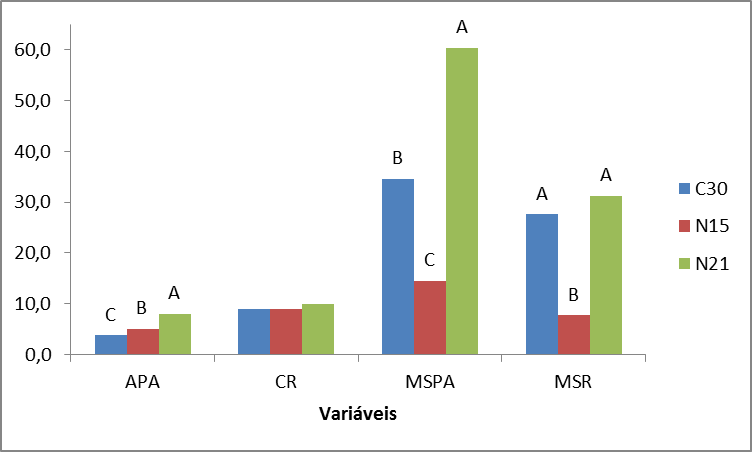 60,0
50,0
40,0
30,0
20,0
10,0
0,0
C B A
B C A
A B A
APA CR MSPA MSR
Variáveis
C30
N15
N21